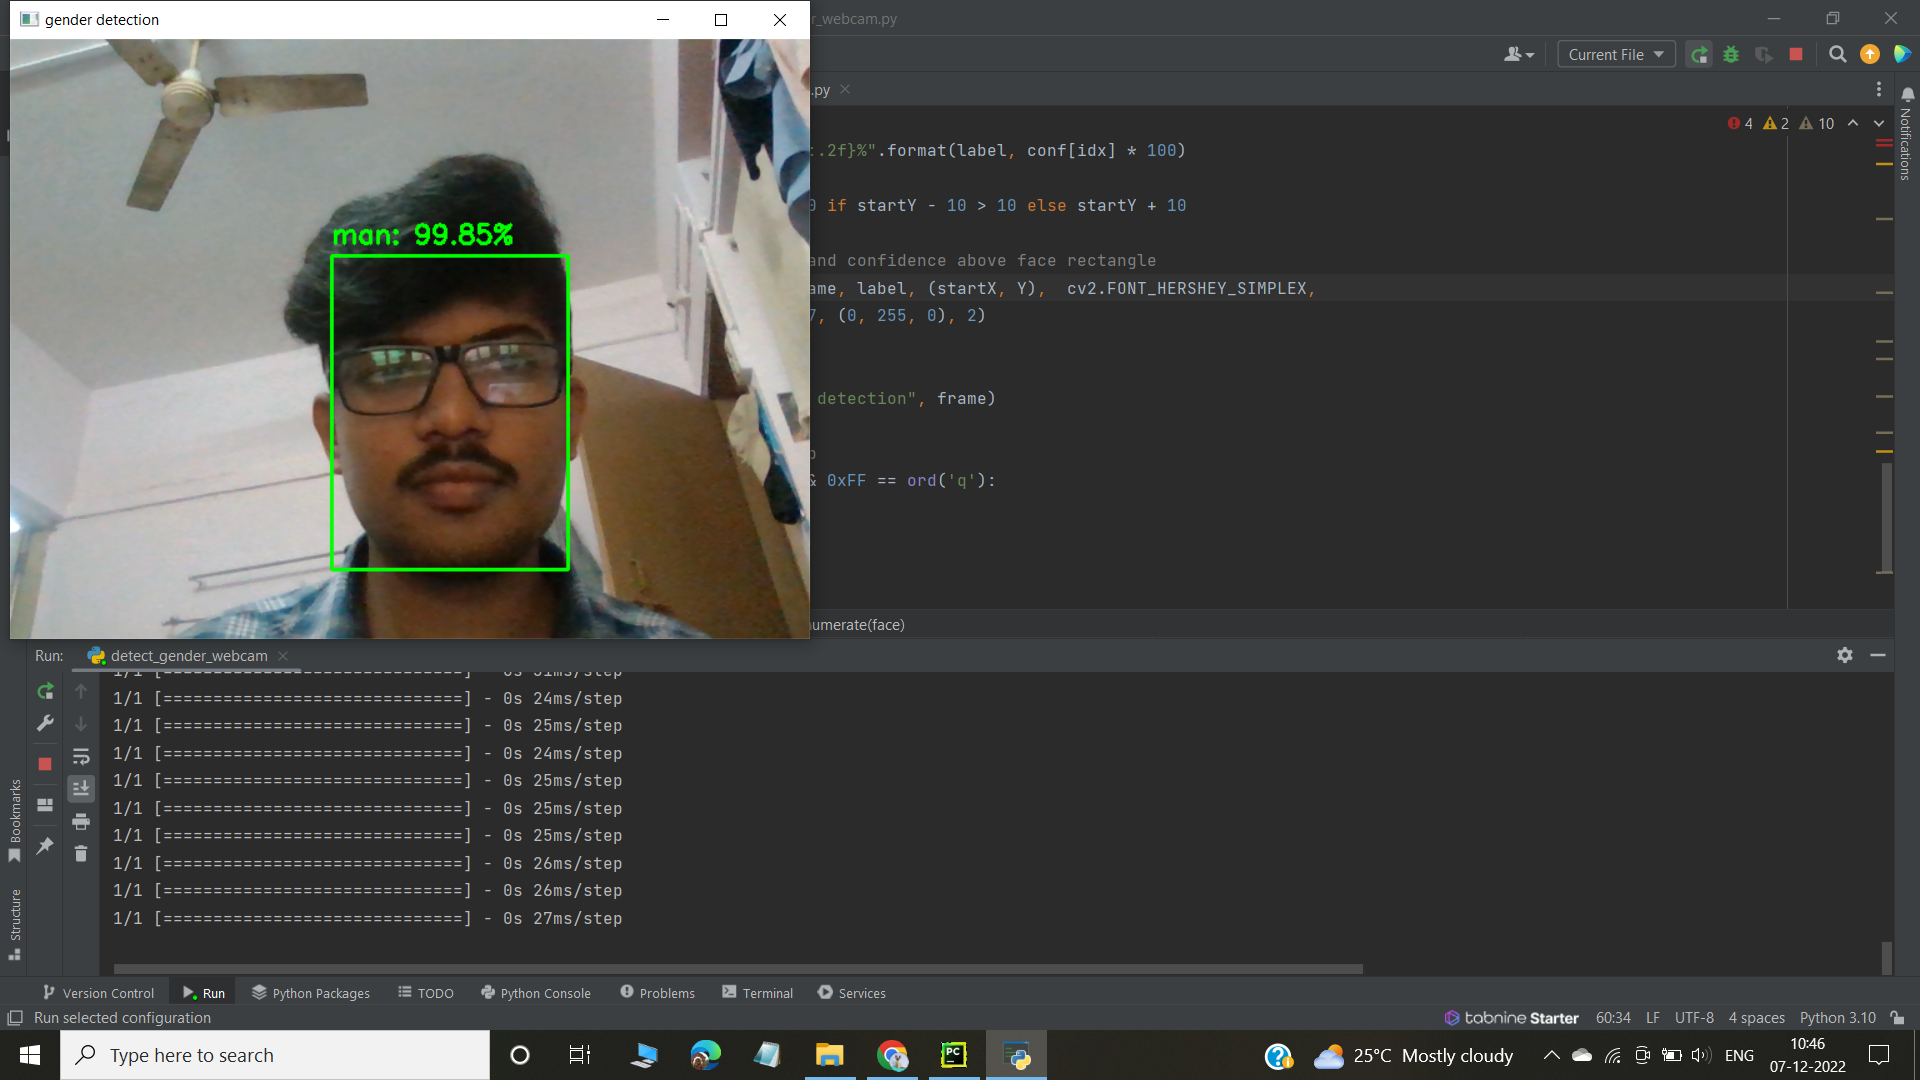 gender detection
r_webcam.py
Current File
.py
4 2 10
:.2f}%".format(label, conf[idx] * 100)
0 if startY - 10 > 10 else startY + 10
and confidence above face rectangle
ame, label, (startX, Y), cv2.FONT_HERSHEY_SIMPLEX,
7, (0, 255, 0), 2)
detection", frame)
p
& 0xFF == ord('q'):
numerate(face)
man: 99.85%
Notifications
Run: detect_gender_webcam
1/1 [==============================] - 0s 31ms/step
1/1 [==============================] - 0s 24ms/step
1/1 [==============================] - 0s 25ms/step
1/1 [==============================] - 0s 24ms/step
1/1 [==============================] - 0s 25ms/step
1/1 [==============================] - 0s 25ms/step
1/1 [==============================] - 0s 25ms/step
1/1 [==============================] - 0s 26ms/step
1/1 [==============================] - 0s 26ms/step
1/1 [==============================] - 0s 27ms/step
Bookmarks
Structure
Version Control Run Python Packages TODO Python Console Problems Terminal Services
Run selected configuration
tabnine Starter 60:34 LF UTF-8 4 spaces Python 3.10
Type here to search
PC
25°C Mostly cloudy
ENG
10:46
07-12-2022